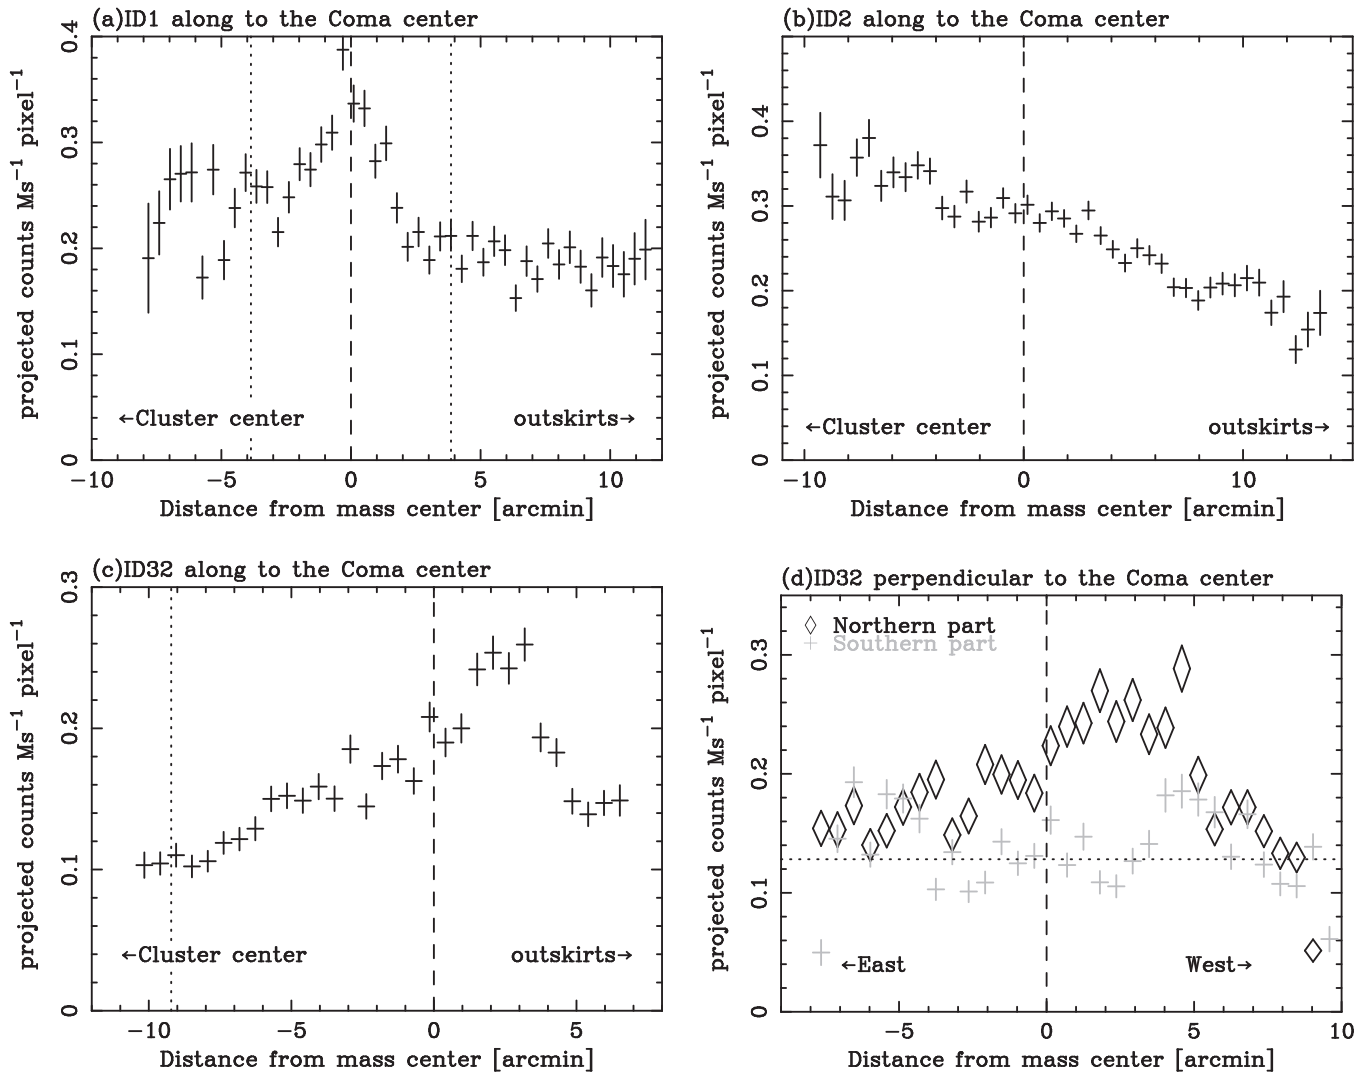 (a)ID1 along to the Coma center
projected counts Ms⁻¹ pixel⁻¹
0.4
0.3
0.2
0.1
0
←Cluster center
outskirts→
−10
−5
0
5
10
Distance from mass center [arcmin]
(b)ID2 along to the Coma center
projected counts Ms⁻¹ pixel⁻¹
0.4
0.3
0.2
0.1
0
←Cluster center
outskirts→
−10
0
10
Distance from mass center [arcmin]
(c)ID32 along to the Coma center
projected counts Ms⁻¹ pixel⁻¹
0.3
0.2
0.1
0
←Cluster center
outskirts→
−10
−5
0
5
Distance from mass center [arcmin]
(d)ID32 perpendicular to the Coma center
Northern part
Southern part
projected counts Ms⁻¹ pixel⁻¹
0.3
0.2
0.1
0
←East
West→
−5
0
5
10
Distance from mass center [arcmin]